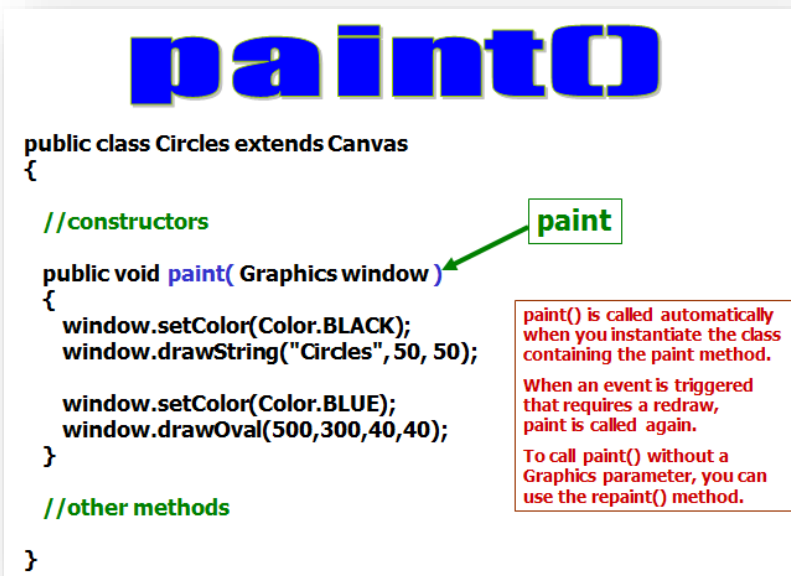 paint()
public class Circles extends Canvas
{
//constructors
paint
public void paint( Graphics window )
{
window.setColor(Color.BLACK);
window.drawString("Circles", 50, 50);
window.setColor(Color.BLUE);
window.drawOval(500,300,40,40);
}
//other methods
}
paint() is called automatically
when you instantiate the class
containing the paint method.
When an event is triggered
that requires a redraw,
paint is called again.
To call paint() without a
Graphics parameter, you can
use the repaint() method.